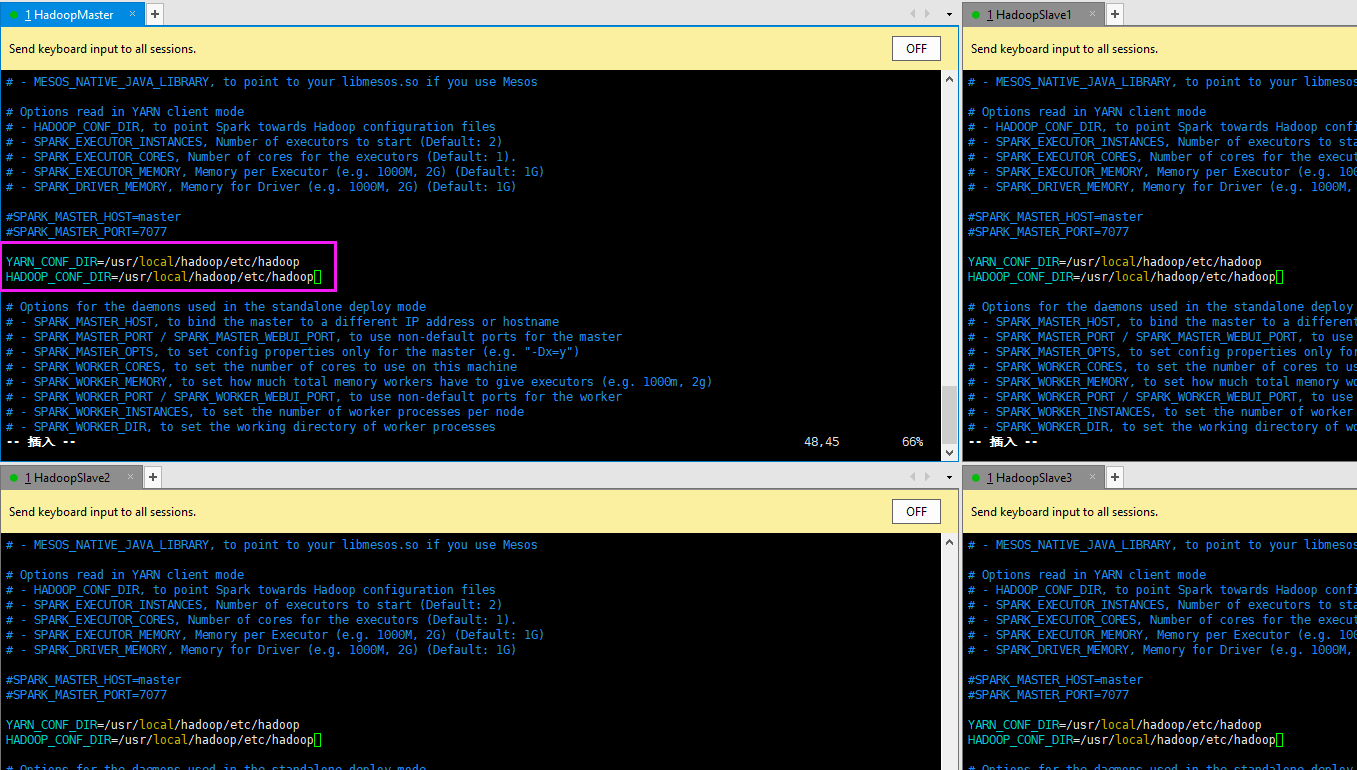 1 HadoopMaster × +
Send keyboard input to all sessions. OFF
# - MESOS_NATIVE_JAVA_LIBRARY, to point to your libmesos.so if you use Mesos
# Options read in YARN client mode
# - HADOOP_CONF_DIR, to point Spark towards Hadoop configuration files
# - SPARK_EXECUTOR_INSTANCES, Number of executors to start (Default: 2)
# - SPARK_EXECUTOR_CORES, Number of cores for the executors (Default: 1).
# - SPARK_EXECUTOR_MEMORY, Memory per Executor (e.g. 1000M, 2G) (Default: 1G)
# - SPARK_DRIVER_MEMORY, Memory for Driver (e.g. 1000M, 2G) (Default: 1G)
#SPARK_MASTER_HOST=master
#SPARK_MASTER_PORT=7077
YARN_CONF_DIR=/usr/local/hadoop/etc/hadoop
HADOOP_CONF_DIR=/usr/local/hadoop/etc/hadoop
# Options for the daemons used in the standalone deploy mode
# - SPARK_MASTER_HOST, to bind the master to a different IP address or hostname
# - SPARK_MASTER_PORT / SPARK_MASTER_WEBUI_PORT, to use non-default ports for the master
# - SPARK_MASTER_OPTS, to set config properties only for the master (e.g. "-Dx=y")
# - SPARK_WORKER_CORES, to set the number of cores to use on this machine
# - SPARK_WORKER_MEMORY, to set how much total memory workers have to give executors (e.g. 1000m, 2g)
# - SPARK_WORKER_PORT / SPARK_WORKER_WEBUI_PORT, to use non-default ports for the worker
# - SPARK_WORKER_INSTANCES, to set the number of worker processes per node
# - SPARK_WORKER_DIR, to set the working directory of worker processes
-- 插入 -- 48,45 66%
1 HadoopSlave1 × +
Send keyboard input to all sessions.
# - MESOS_NATIVE_JAVA_LIBRARY, to point to your libmesos
# Options read in YARN client mode
# - HADOOP_CONF_DIR, to point Spark towards Hadoop confi
# - SPARK_EXECUTOR_INSTANCES, Number of executors to sta
# - SPARK_EXECUTOR_CORES, Number of cores for the execut
# - SPARK_EXECUTOR_MEMORY, Memory per Executor (e.g. 100
# - SPARK_DRIVER_MEMORY, Memory for Driver (e.g. 1000M,
#SPARK_MASTER_HOST=master
#SPARK_MASTER_PORT=7077
YARN_CONF_DIR=/usr/local/hadoop/etc/hadoop
HADOOP_CONF_DIR=/usr/local/hadoop/etc/hadoop
# Options for the daemons used in the standalone deploy
# - SPARK_MASTER_HOST, to bind the master to a different
# - SPARK_MASTER_PORT / SPARK_MASTER_WEBUI_PORT, to use
# - SPARK_MASTER_OPTS, to set config properties only for
# - SPARK_WORKER_CORES, to set the number of cores to us
# - SPARK_WORKER_MEMORY, to set how much total memory wo
# - SPARK_WORKER_PORT / SPARK_WORKER_WEBUI_PORT, to use
# - SPARK_WORKER_INSTANCES, to set the number of worker
# - SPARK_WORKER_DIR, to set the working directory of wo
-- 插入 --
1 HadoopSlave2 × +
Send keyboard input to all sessions. OFF
# - MESOS_NATIVE_JAVA_LIBRARY, to point to your libmesos.so if you use Mesos
# Options read in YARN client mode
# - HADOOP_CONF_DIR, to point Spark towards Hadoop configuration files
# - SPARK_EXECUTOR_INSTANCES, Number of executors to start (Default: 2)
# - SPARK_EXECUTOR_CORES, Number of cores for the executors (Default: 1).
# - SPARK_EXECUTOR_MEMORY, Memory per Executor (e.g. 1000M, 2G) (Default: 1G)
# - SPARK_DRIVER_MEMORY, Memory for Driver (e.g. 1000M, 2G) (Default: 1G)
#SPARK_MASTER_HOST=master
#SPARK_MASTER_PORT=7077
YARN_CONF_DIR=/usr/local/hadoop/etc/hadoop
HADOOP_CONF_DIR=/usr/local/hadoop/etc/hadoop
# Options for the daemons used in the standalone deploy mode
1 HadoopSlave3 × +
Send keyboard input to all sessions.
# - MESOS_NATIVE_JAVA_LIBRARY, to point to your libmesos
# Options read in YARN client mode
# - HADOOP_CONF_DIR, to point Spark towards Hadoop confi
# - SPARK_EXECUTOR_INSTANCES, Number of executors to sta
# - SPARK_EXECUTOR_CORES, Number of cores for the execut
# - SPARK_EXECUTOR_MEMORY, Memory per Executor (e.g. 100
# - SPARK_DRIVER_MEMORY, Memory for Driver (e.g. 1000M,
#SPARK_MASTER_HOST=master
#SPARK_MASTER_PORT=7077
YARN_CONF_DIR=/usr/local/hadoop/etc/hadoop
HADOOP_CONF_DIR=/usr/local/hadoop/etc/hadoop
# Options for the daemons used in the standalone deploy